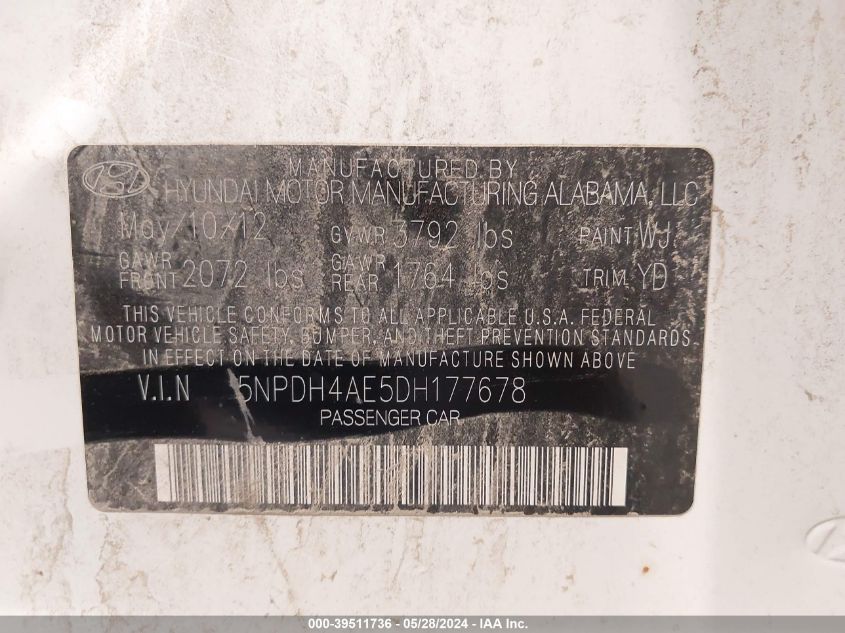 MANUFACTURED BY
HYUNDAI MOTOR MANUFACTURING ALABAMA, LLC
May/10/12 GVWR 3792 lbs PAINT WJ
GAWR FRONT 2072 lbs GAWR REAR 1764 lbs TRIM YD
THIS VEHICLE CONFORMS TO ALL APPLICABLE U.S.A. FEDERAL
MOTOR VEHICLE SAFETY, BUMPER, AND THEFT PREVENTION STANDARDS
IN EFFECT ON THE DATE OF MANUFACTURE SHOWN ABOVE
V.I.N 5NPDH4AE5DH177678
PASSENGER CAR
000-39511736 - 05/28/2024 - IAA Inc.